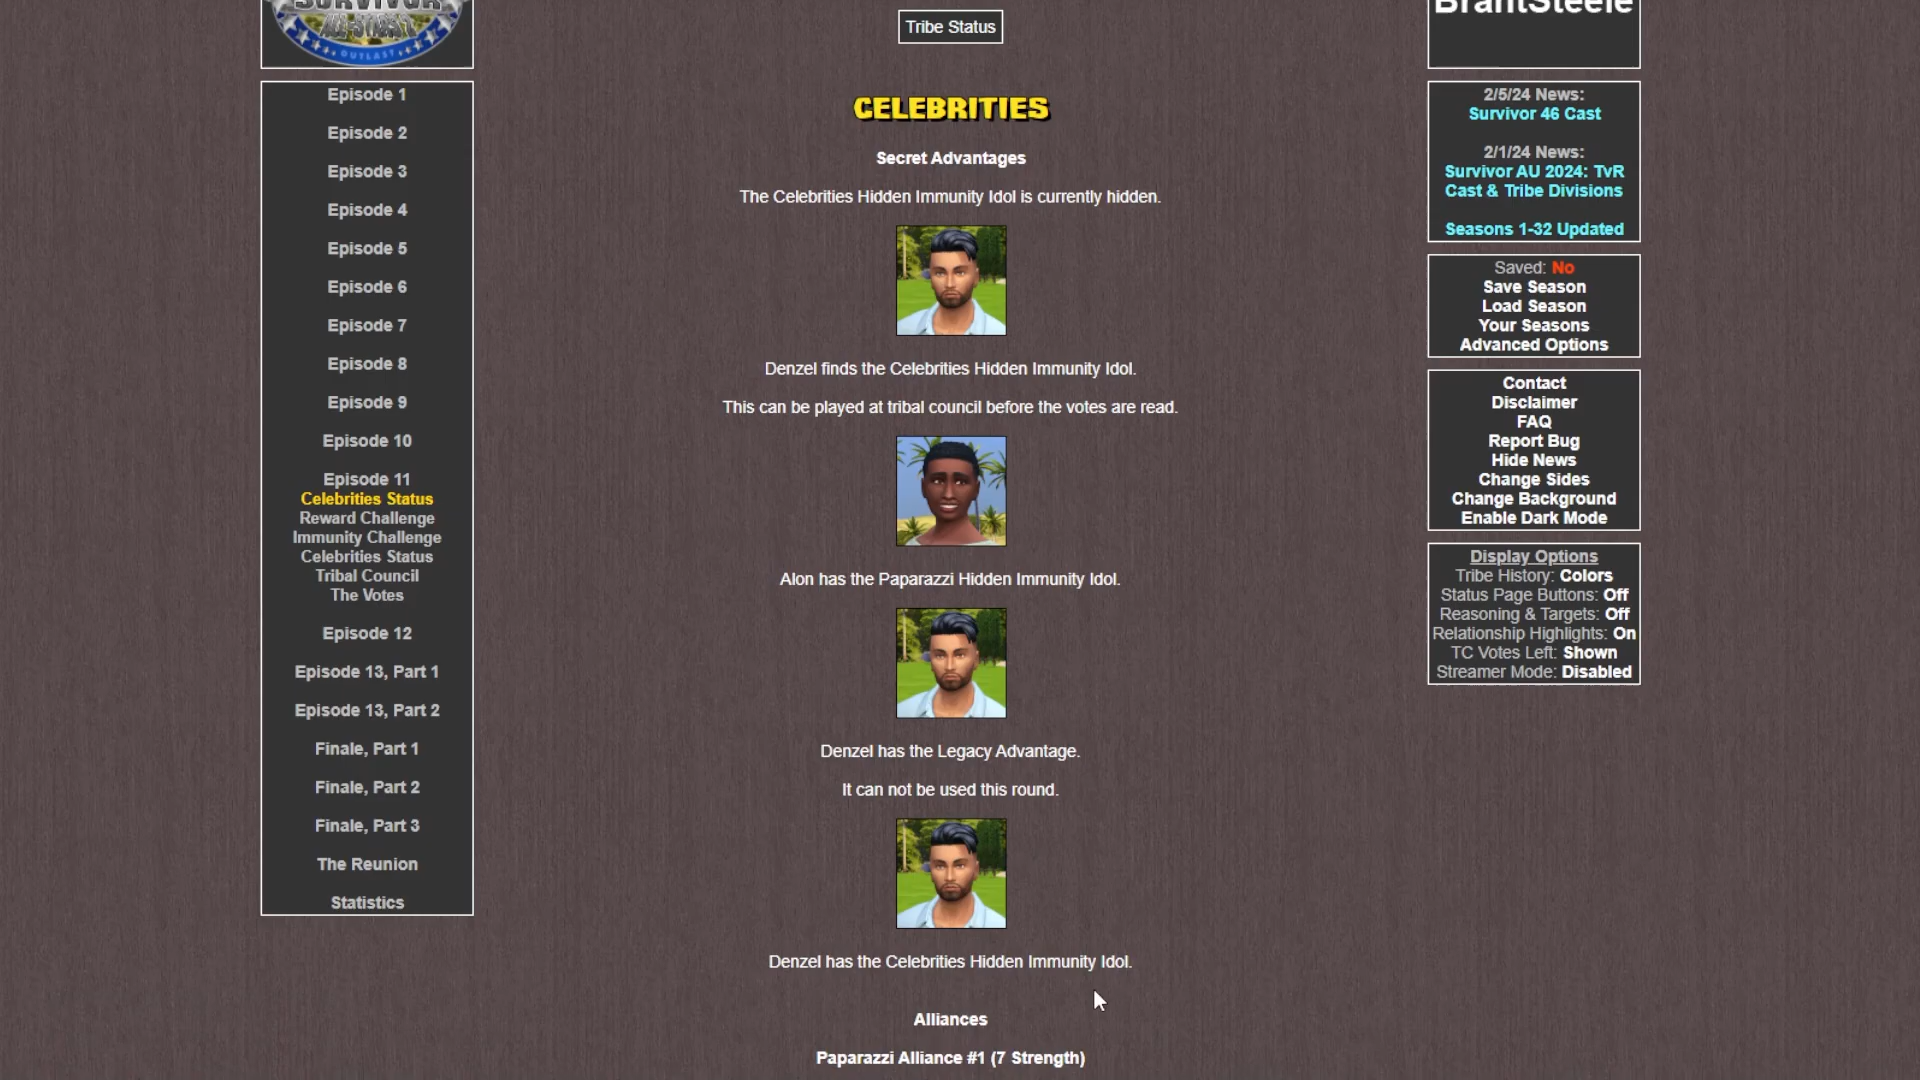 SURVIVOR
ALL-STARS
OUTLAST
Episode 1
Episode 2
Episode 3
Episode 4
Episode 5
Episode 6
Episode 7
Episode 8
Episode 9
Episode 10
Episode 11
Celebrities Status
Reward Challenge
Immunity Challenge
Celebrities Status
Tribal Council
The Votes
Episode 12
Episode 13, Part 1
Episode 13, Part 2
Finale, Part 1
Finale, Part 2
Finale, Part 3
The Reunion
Statistics
Tribe Status
CELEBRITIES
Secret Advantages
The Celebrities Hidden Immunity Idol is currently hidden.
Denzel finds the Celebrities Hidden Immunity Idol.
This can be played at tribal council before the votes are read.
Alon has the Paparazzi Hidden Immunity Idol.
Denzel has the Legacy Advantage.
It can not be used this round.
Denzel has the Celebrities Hidden Immunity Idol.
Alliances
Paparazzi Alliance #1 (7 Strength)
BrantSteele
2/5/24 News:
Survivor 46 Cast
2/1/24 News:
Survivor AU 2024: TvR
Cast & Tribe Divisions
Seasons 1-32 Updated
Saved: No
Save Season
Load Season
Your Seasons
Advanced Options
Contact
Disclaimer
FAQ
Report Bug
Hide News
Change Sides
Change Background
Enable Dark Mode
Display Options
Tribe History: Colors
Status Page Buttons: Off
Reasoning & Targets: Off
Relationship Highlights: On
TC Votes Left: Shown
Streamer Mode: Disabled